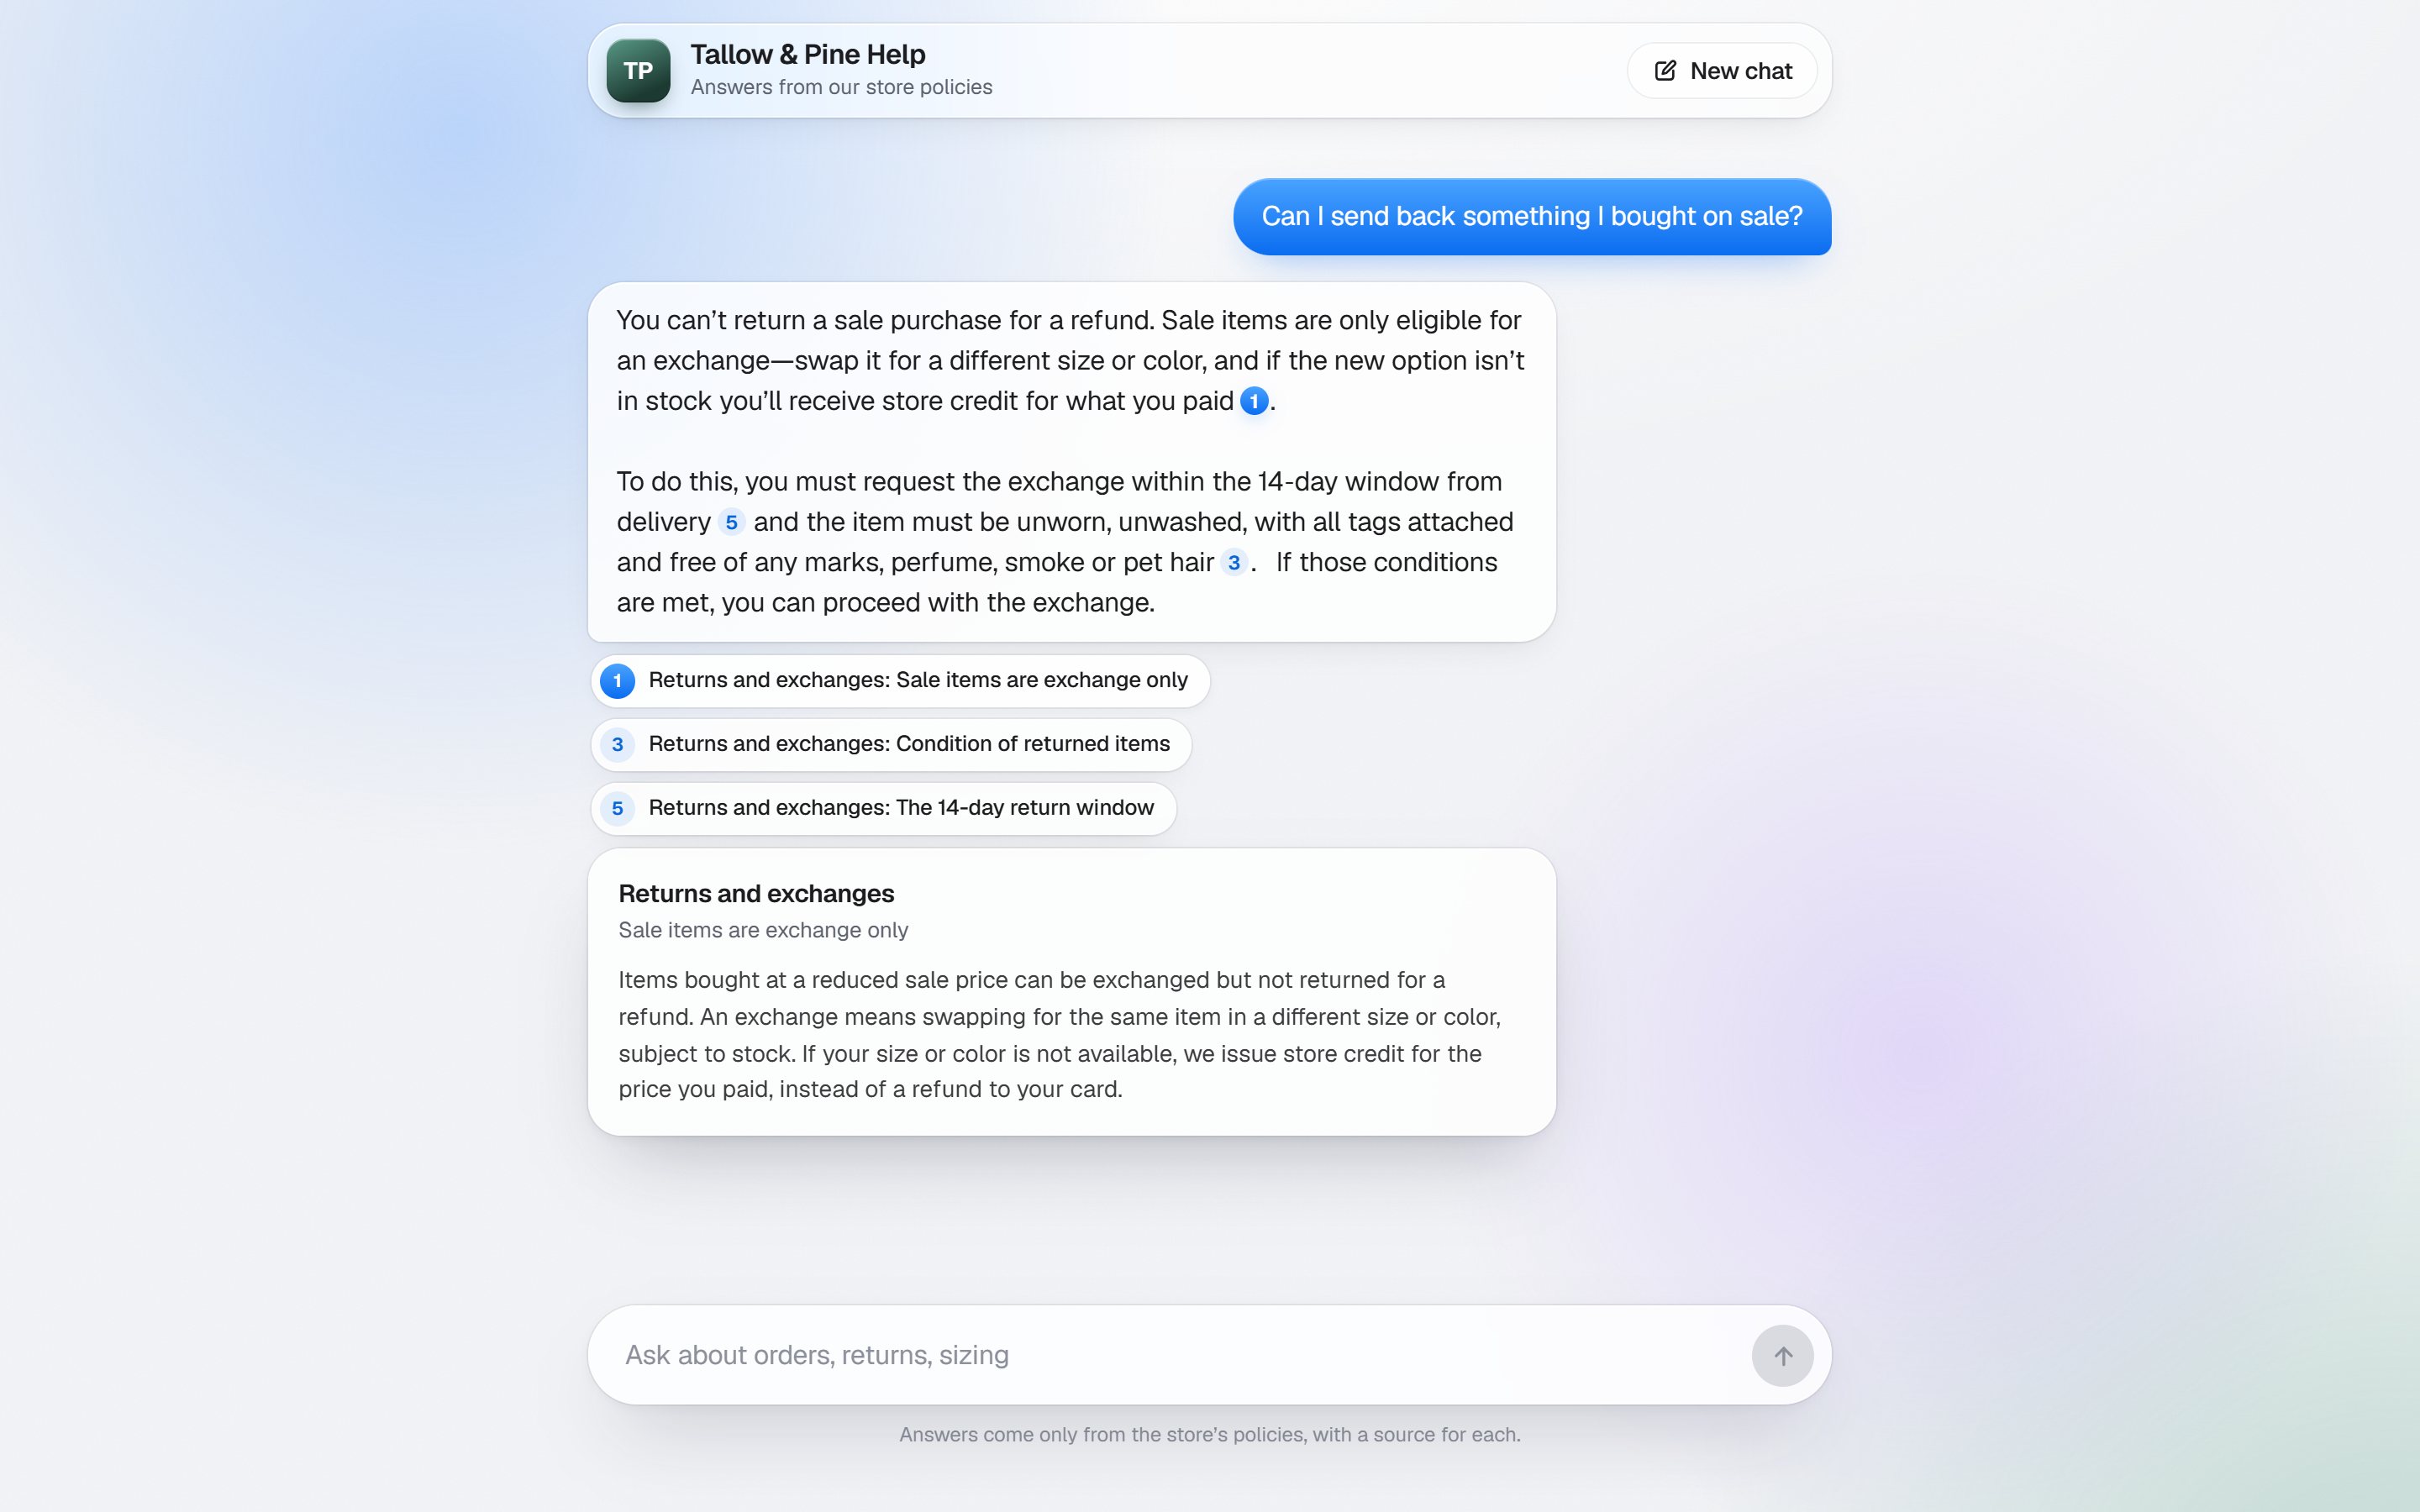 TP
Tallow & Pine Help
Answers from our store policies
New chat
Can I send back something I bought on sale?
You can’t return a sale purchase for a refund. Sale items are only eligible for
an exchange—swap it for a different size or color, and if the new option isn’t
in stock you’ll receive store credit for what you paid 1.
To do this, you must request the exchange within the 14-day window from
delivery 5 and the item must be unworn, unwashed, with all tags attached
and free of any marks, perfume, smoke or pet hair 3. If those conditions
are met, you can proceed with the exchange.
1 Returns and exchanges: Sale items are exchange only
3 Returns and exchanges: Condition of returned items
5 Returns and exchanges: The 14-day return window
Returns and exchanges
Sale items are exchange only
Items bought at a reduced sale price can be exchanged but not returned for a
refund. An exchange means swapping for the same item in a different size or color,
subject to stock. If your size or color is not available, we issue store credit for the
price you paid, instead of a refund to your card.
Ask about orders, returns, sizing
Answers come only from the store’s policies, with a source for each.